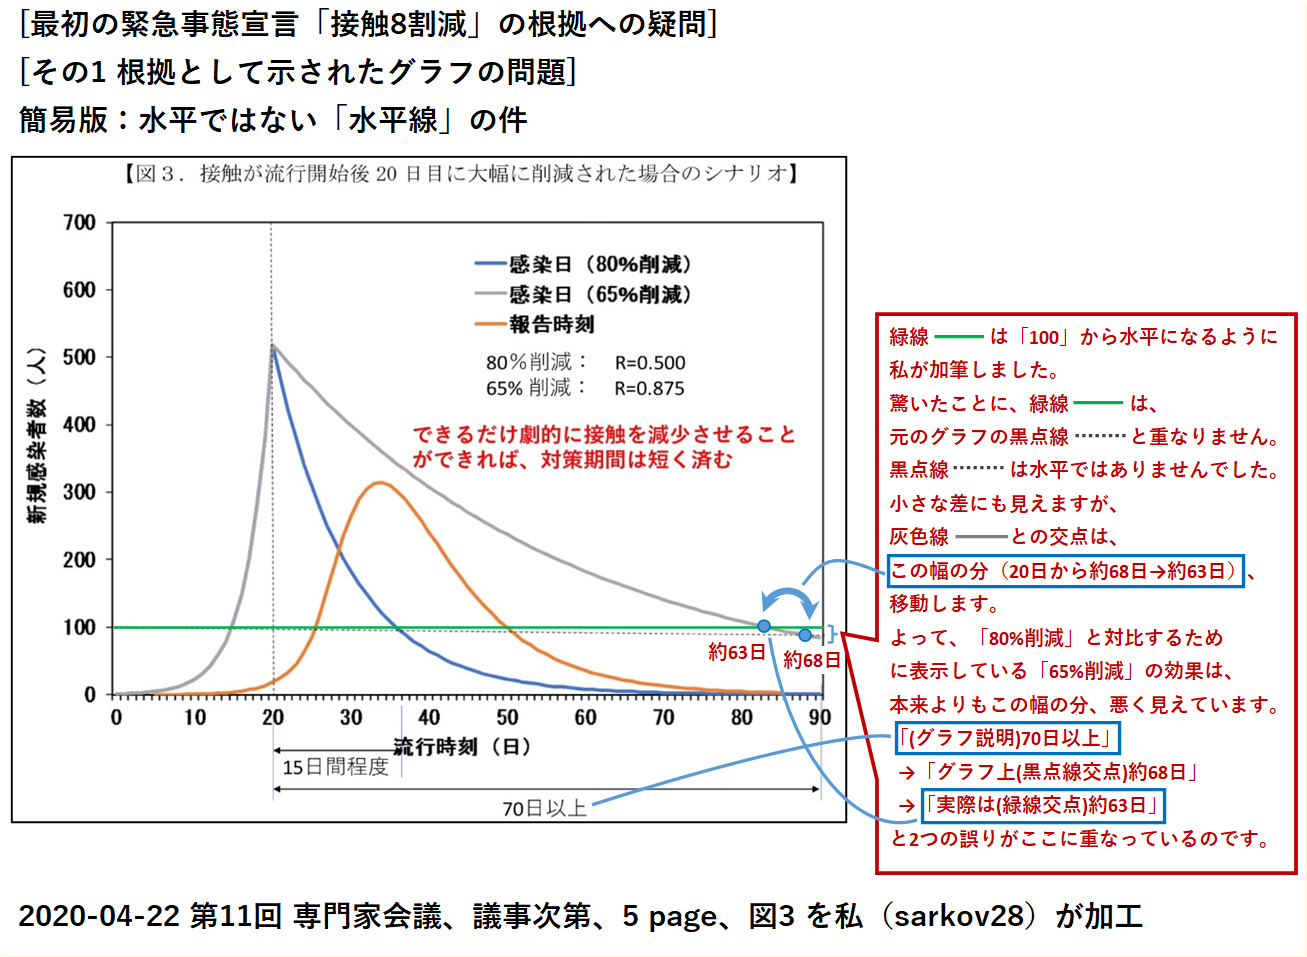 [最初の緊急事態宣言「接触8割減」の根拠への疑問]
[その1 根拠として示されたグラフの問題]
簡易版：水平ではない「水平線」の件
【図３．接触が流行開始後 20 日目に大幅に削減された場合のシナリオ】
700
600
500
400
300
200
100
0
新規感染者数（人）
感染日（80%削減）
感染日（65%削減）
報告時刻
80％削減： R=0.500
65% 削減： R=0.875
できるだけ劇的に接触を減少させること
ができれば、対策期間は短く済む
約63日
約68日
0 10 20 30 40 50 60 70 80 90
流行時刻（日）
15日間程度
70日以上
緑線 は「100」から水平になるように
私が加筆しました。
驚いたことに、緑線 は、
元のグラフの黒点線 と重なりません。
黒点線 は水平ではありませんでした。
小さな差にも見えますが、
灰色線 との交点は、
この幅の分（20日から約68日→約63日）、
移動します。
よって、「80%削減」と対比するため
に表示している「65%削減」の効果は、
本来よりもこの幅の分、悪く見えています。
「(グラフ説明)70日以上」
→「グラフ上(黒点線交点)約68日」
→「実際は(緑線交点)約63日」
と2つの誤りがここに重なっているのです。
2020-04-22 第11回 専門家会議、議事次第、5 page、図3 を私（sarkov28）が加工